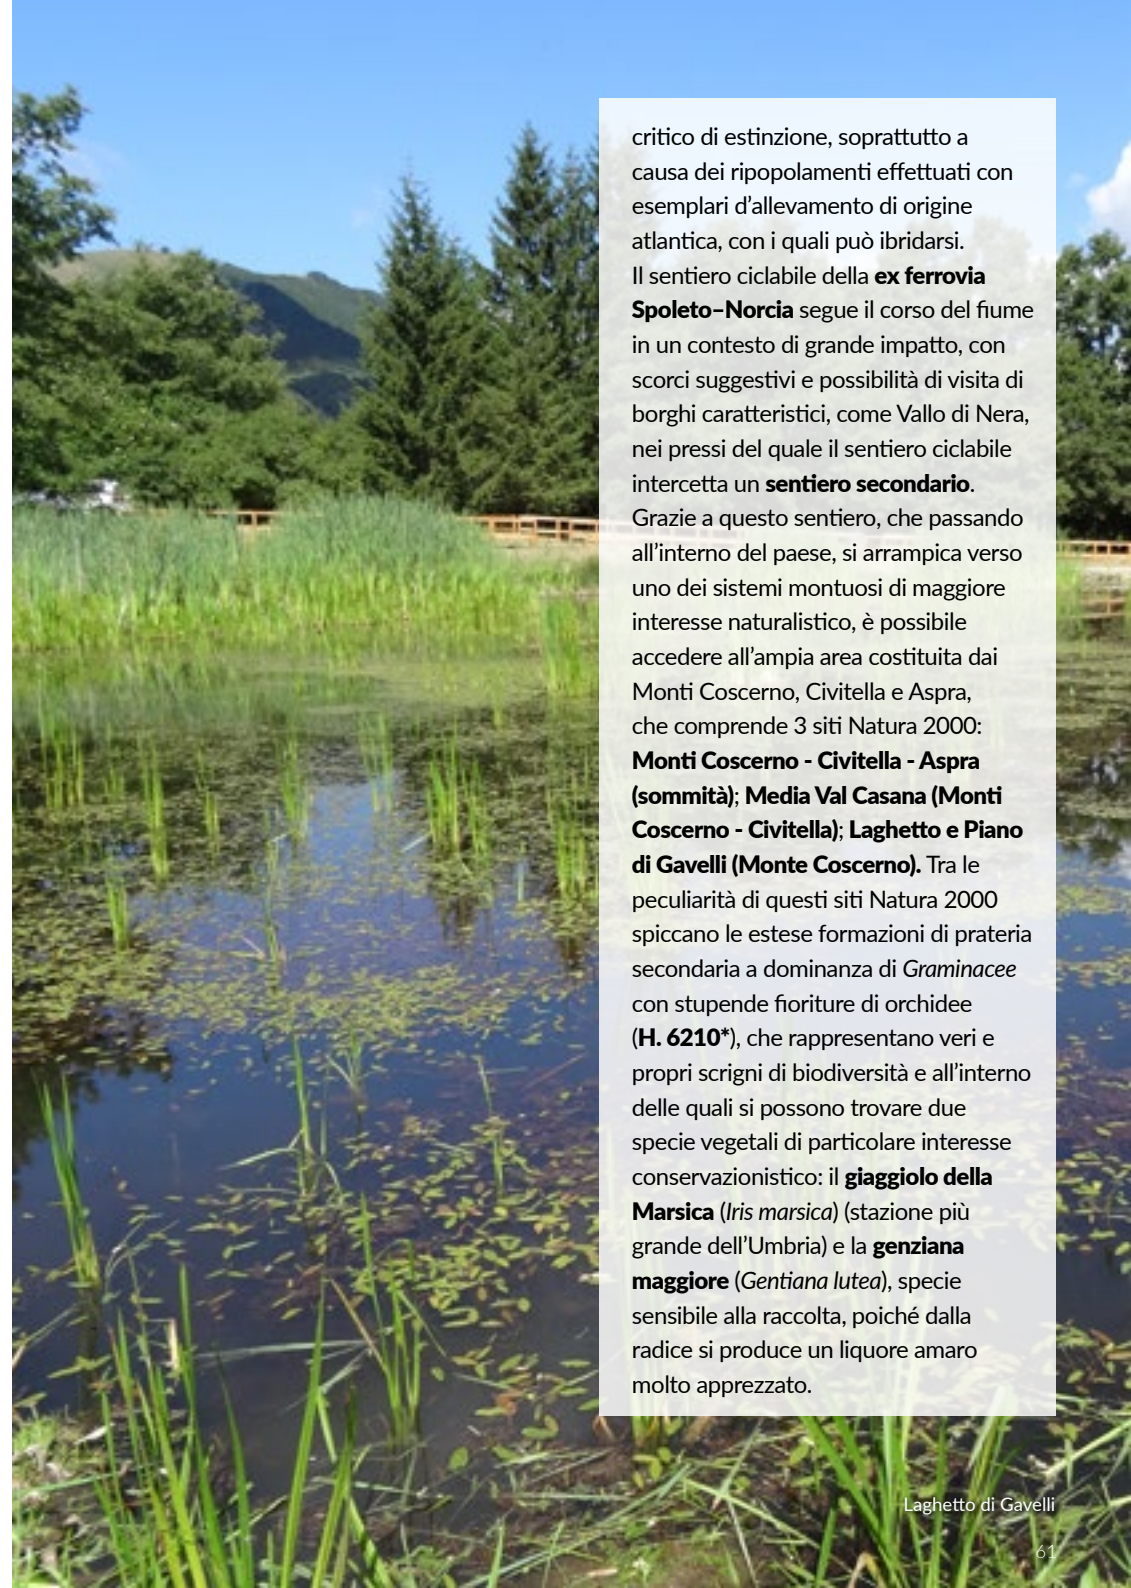 critico di estinzione, soprattutto a
causa dei ripopolamenti effettuati con
esemplari d'allevamento di origine
atlantica, con i quali può ibridarsi.
Il sentiero ciclabile della ex ferrovia
Spoleto–Norcia segue il corso del fiume
in un contesto di grande impatto, con
scorci suggestivi e possibilità di visita di
borghi caratteristici, come Vallo di Nera,
nei pressi del quale il sentiero ciclabile
intercetta un sentiero secondario.
Grazie a questo sentiero, che passando
all'interno del paese, si arrampica verso
uno dei sistemi montuosi di maggiore
interesse naturalistico, è possibile
accedere all'ampia area costituita dai
Monti Coscerno, Civitella e Aspra,
che comprende 3 siti Natura 2000:
Monti Coscerno - Civitella - Aspra
(sommità); Media Val Casana (Monti
Coscerno - Civitella); Laghetto e Piano
di Gavelli (Monte Coscerno). Tra le
peculiarità di questi siti Natura 2000
spiccano le estese formazioni di prateria
secondaria a dominanza di Graminacee
con stupende fioriture di orchidee
(H. 6210*), che rappresentano veri e
propri scrigni di biodiversità e all'interno
delle quali si possono trovare due
specie vegetali di particolare interesse
conservazionistico: il giaggiolo della
Marsica (Iris marsica) (stazione più
grande dell'Umbria) e la genziana
maggiore (Gentiana lutea), specie
sensibile alla raccolta, poiché dalla
radice si produce un liquore amaro
molto apprezzato.
Laghetto di Gavelli
61